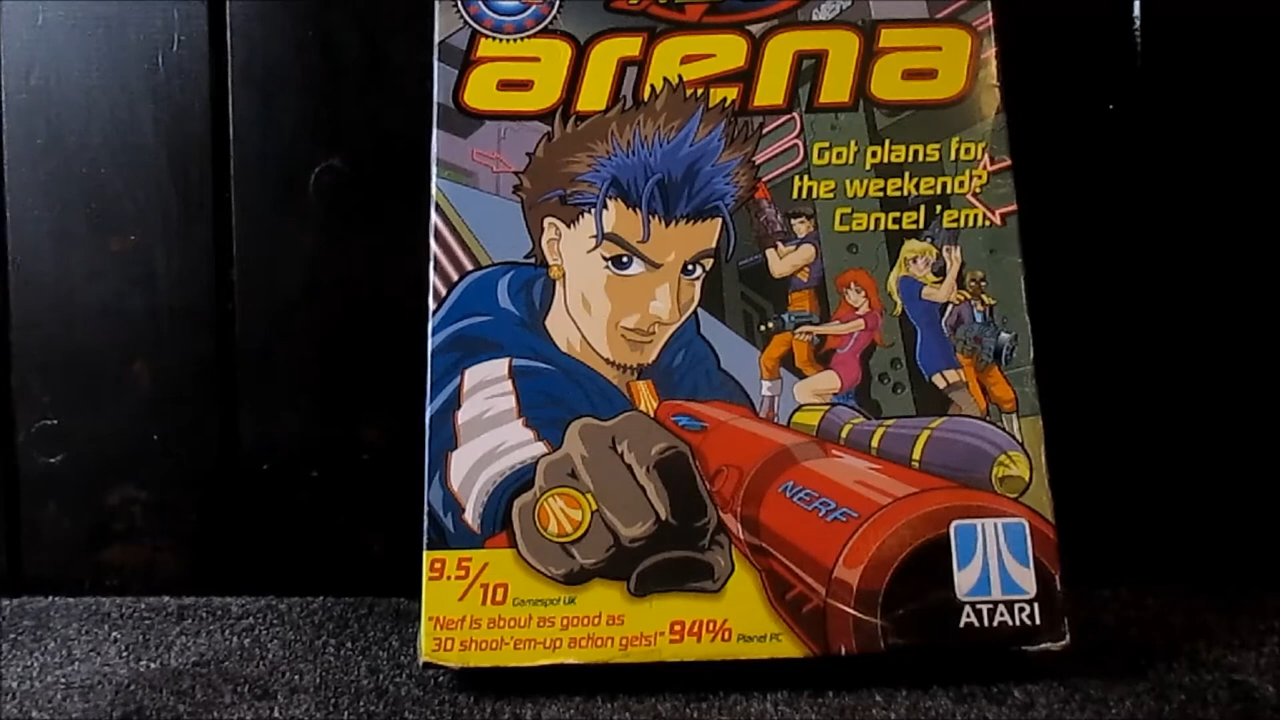 arena
Got plans for
the weekend?
Cancel 'em.
NERF
9.5/10
Gamespot UK
"Nerf is about as good as
3D shoot-'em-up action gets!" 94% Planet PC
ATARI